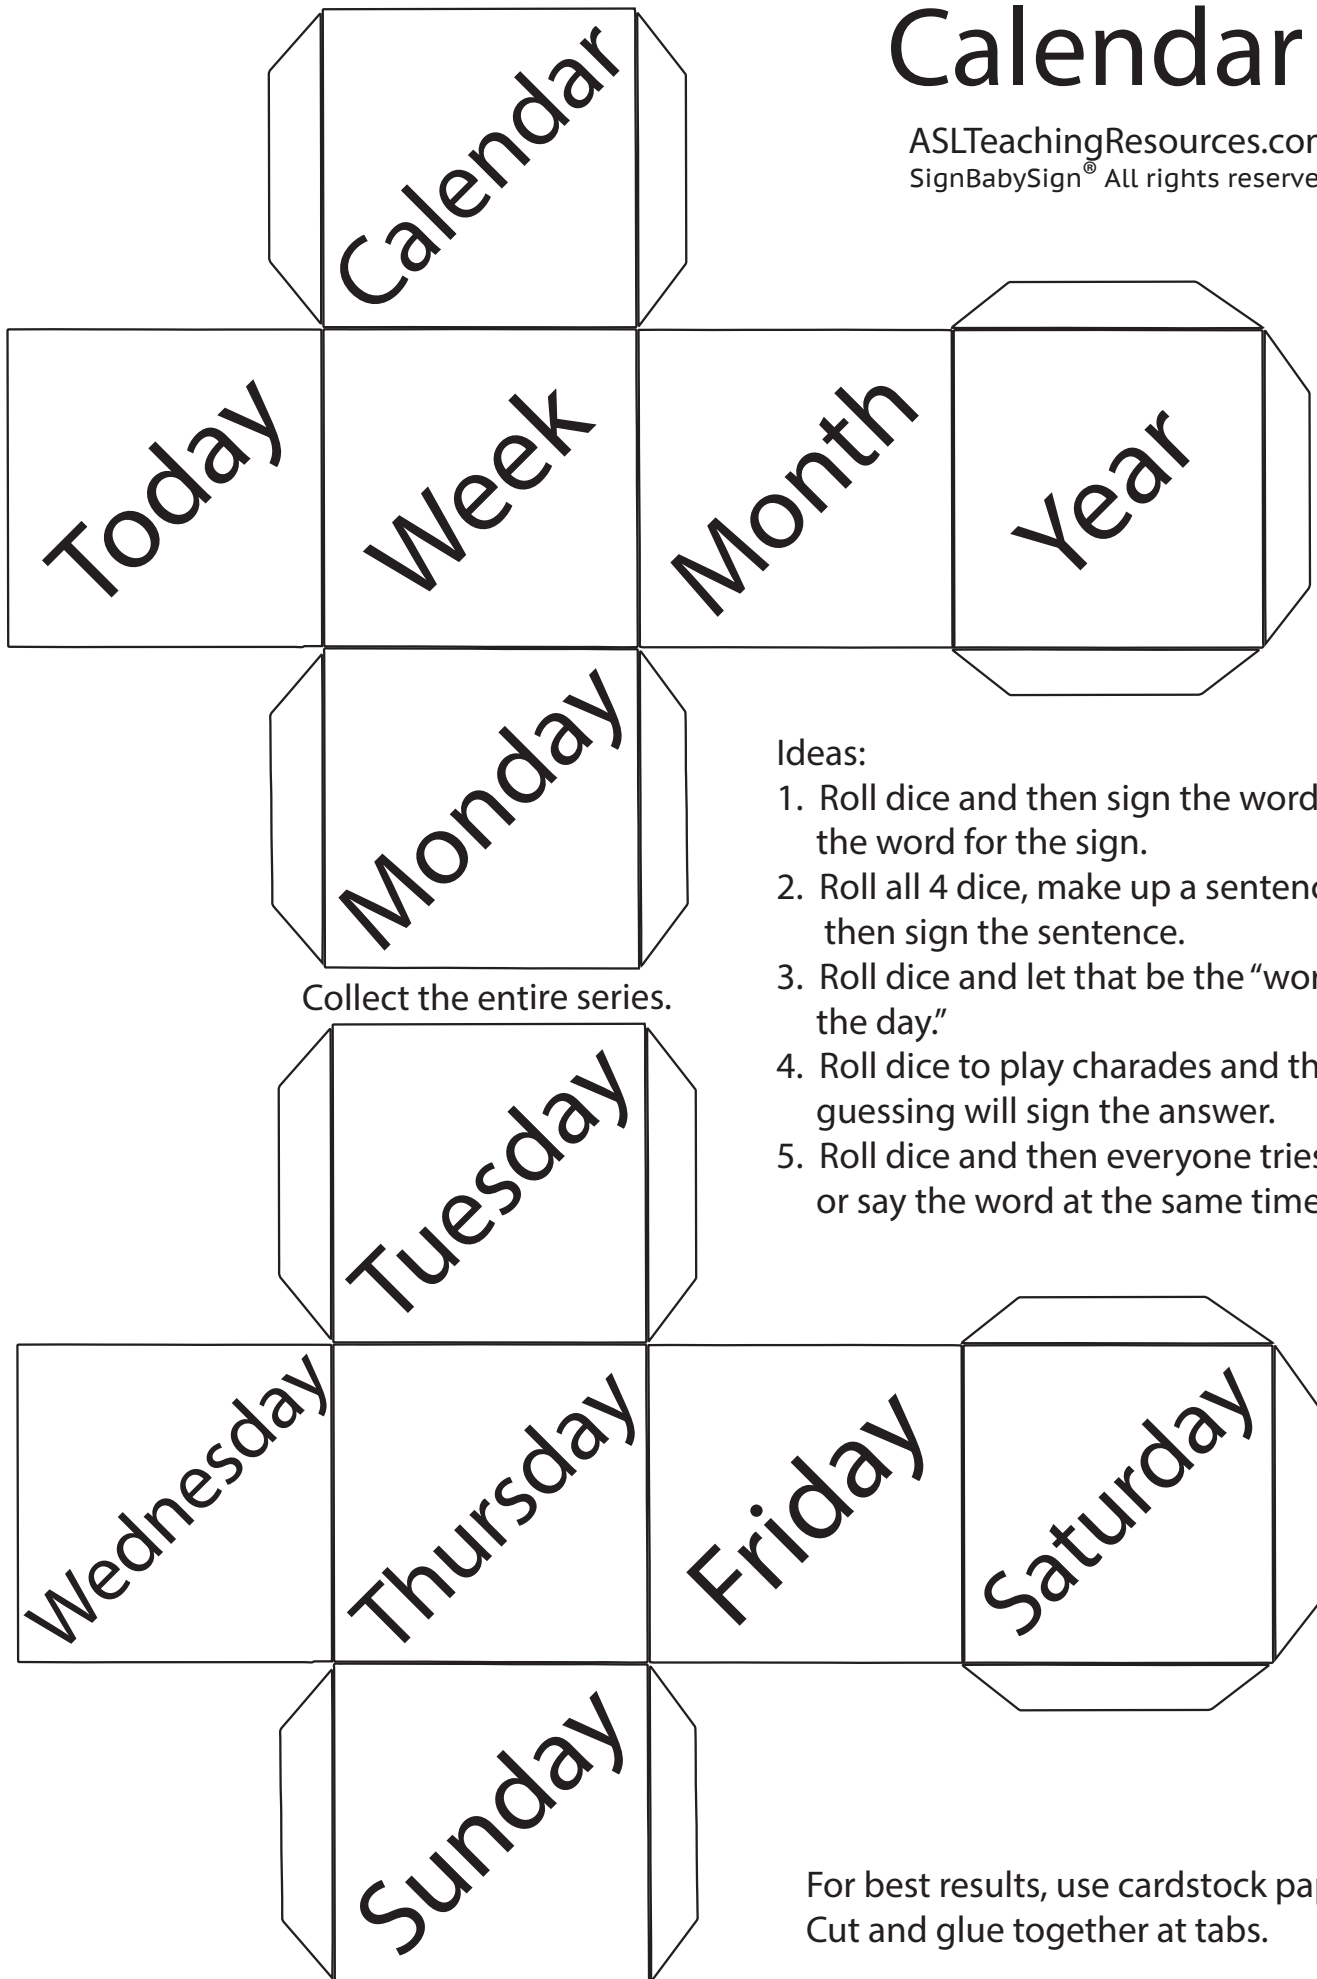 Calendar
ASLTeachingResources.com
SignBabySign® All rights reserve
Calendar
Today
Week
Month
Year
Monday
Ideas:
1. Roll dice and then sign the word
the word for the sign.
2. Roll all 4 dice, make up a sentenc
then sign the sentence.
3. Roll dice and let that be the “wor
the day.”
4. Roll dice to play charades and th
guessing will sign the answer.
5. Roll dice and then everyone tries
or say the word at the same time
Collect the entire series.
Tuesday
Wednesday
Thursday
Friday
Saturday
Sunday
For best results, use cardstock pap
Cut and glue together at tabs.